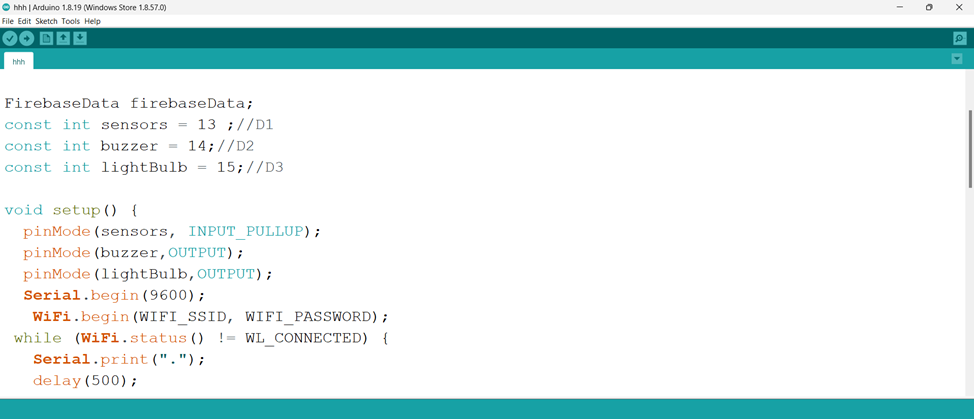 hhh | Arduino 1.8.19 (Windows Store 1.8.57.0)
File Edit Sketch Tools Help
hhh
FirebaseData firebaseData;
const int sensors = 13 ;//D1
const int buzzer = 14;//D2
const int lightBulb = 15;//D3
void setup() {
pinMode(sensors, INPUT_PULLUP);
pinMode(buzzer,OUTPUT);
pinMode(lightBulb,OUTPUT);
Serial.begin(9600);
WiFi.begin(WIFI_SSID, WIFI_PASSWORD);
while (WiFi.status() != WL_CONNECTED) {
Serial.print(".");
delay(500);